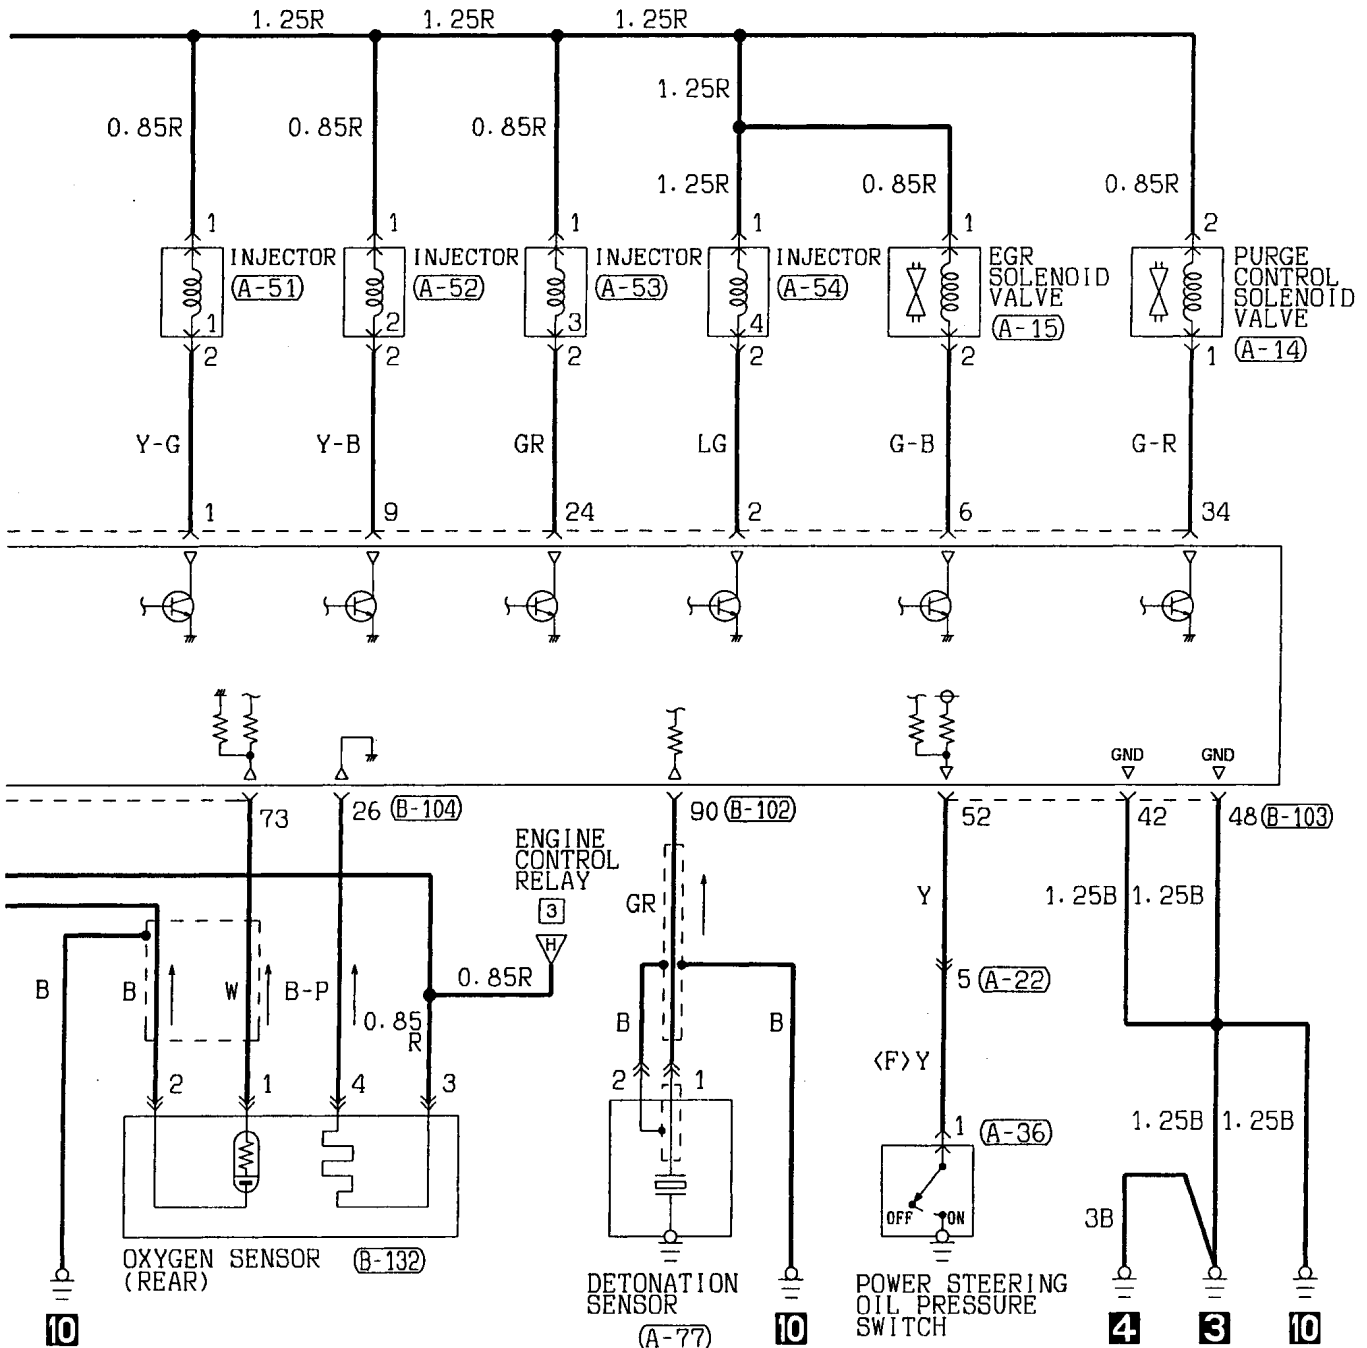 1.25R 1.25R 1.25R
1.25R
0.85R 0.85R 0.85R
1.25R 0.85R 0.85R
1 1 1 1 1 2
INJECTOR
A-51
INJECTOR
A-52
INJECTOR
A-53
INJECTOR
A-54
EGR
SOLENOID
VALVE
A-15
PURGE
CONTROL
SOLENOID
VALVE
A-14
1 2 3 4
2 2 2 2 2 1
Y-G Y-B GR LG G-B G-R
1 9 24 2 6 34
GND GND
73 26 B-104 90 B-102 52 42 48 B-103
ENGINE
CONTROL
RELAY
3
H
GR Y 1.25B 1.25B
0.85R
5 A-22
B B W B-P
0.85
R
B B
<F>Y
2 1 4 3
2 1
1 A-36
1.25B 1.25B
OFF ON
3B
OXYGEN SENSOR
(REAR)
B-132
DETONATION
SENSOR
A-77
POWER STEERING
OIL PRESSURE
SWITCH
10 10 4 3 10